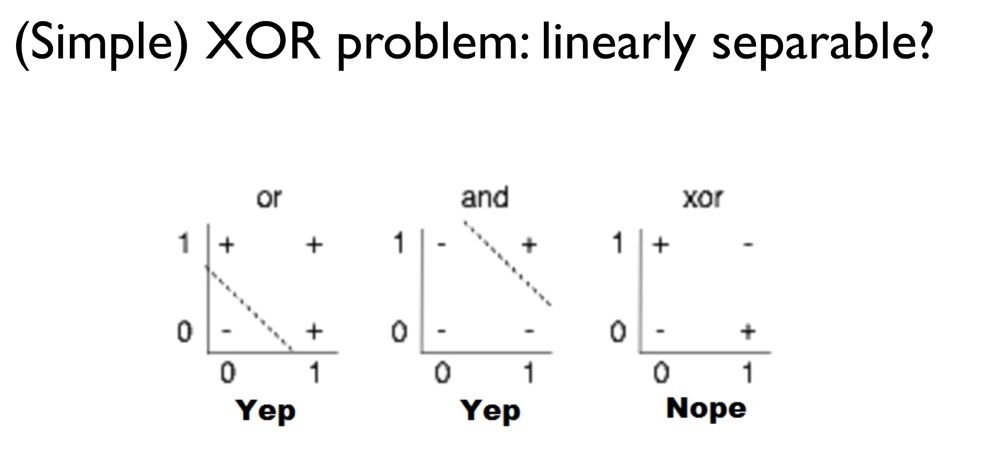 (Simple) XOR problem: linearly separable?
or and xor
1 + + 1 - + 1 + -
0 - + 0 - - 0 - +
0 1 0 1 0 1
Yep Yep Nope